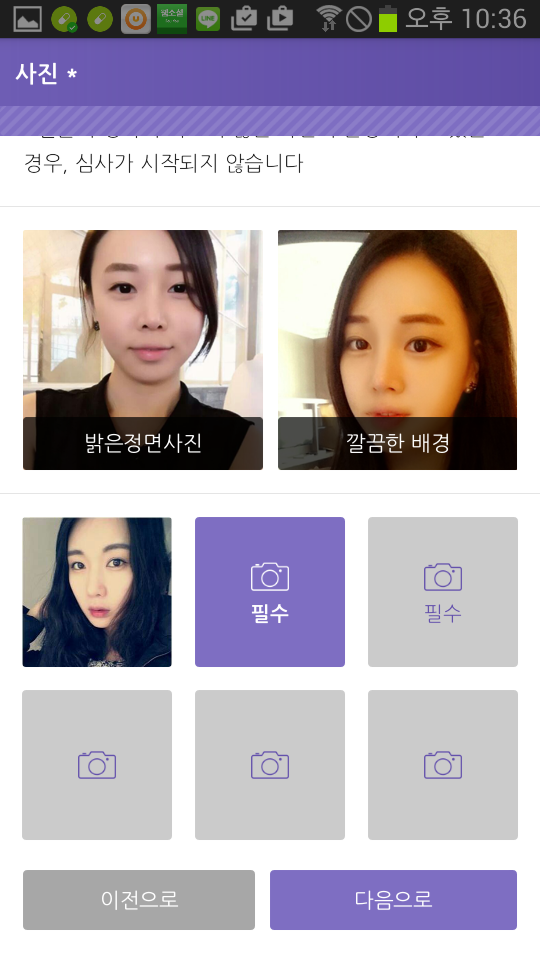 오후 10:36
사진 *
경우, 심사가 시작되지 않습니다
밝은정면사진
깔끔한 배경
필수
필수
이전으로
다음으로